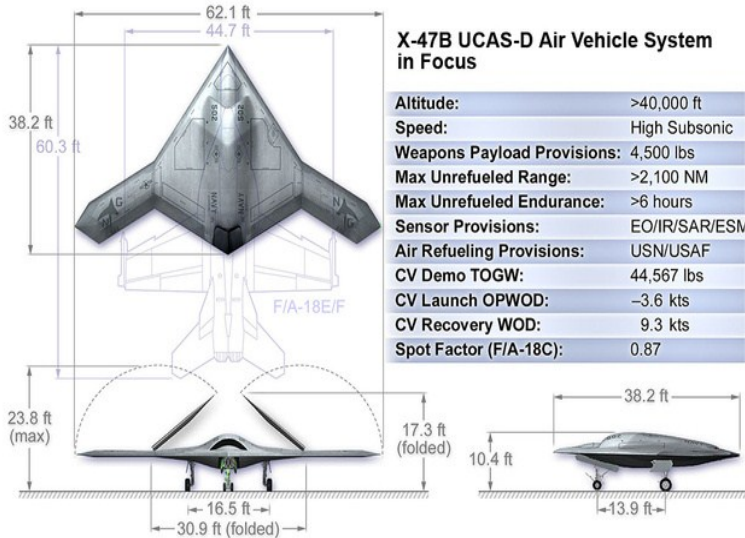 62.1 ft
44.7 ft
38.2 ft
60.3 ft
502
502
NAVY
NAVY
N G
N G
F/A-18E/F
23.8 ft
(max)
17.3 ft
(folded)
16.5 ft
30.9 ft (folded)
X-47B UCAS-D Air Vehicle System
in Focus
Altitude: >40,000 ft
Speed: High Subsonic
Weapons Payload Provisions: 4,500 lbs
Max Unrefueled Range: >2,100 NM
Max Unrefueled Endurance: >6 hours
Sensor Provisions: EO/IR/SAR/ESM
Air Refueling Provisions: USN/USAF
CV Demo TOGW: 44,567 lbs
CV Launch OPWOD: –3.6 kts
CV Recovery WOD: 9.3 kts
Spot Factor (F/A-18C): 0.87
38.2 ft
10.4 ft
13.9 ft